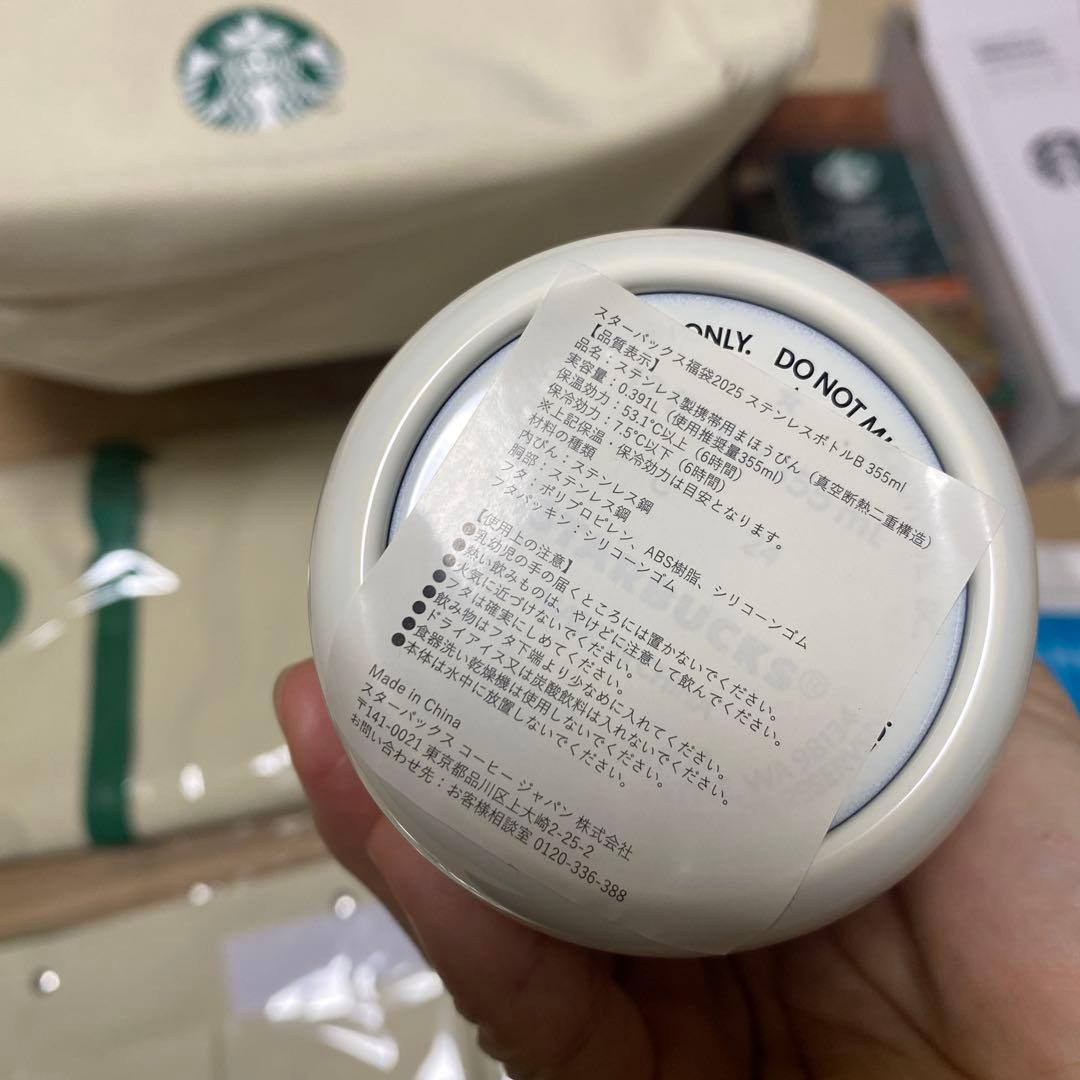 スターバックス福袋2025 ステンレスボトルB 355ml
【品質表示】
品名：ステンレス製携帯用まほうびん（真空断熱二重構造）
実容量：0.391L（使用推奨量355ml）
保温効力：53.1℃以上（6時間）
保冷効力：7.5℃以下（6時間）
※上記保温・保冷効力は目安となります。
材料の種類
内びん：ステンレス鋼
胴部：ステンレス鋼
フタ：ポリプロピレン、ABS樹脂、シリコーンゴム
フタパッキン：シリコーンゴム
【使用上の注意】
●乳幼児の手の届くところには置かないでください。
●熱い飲みものは、やけどに注意して飲んでください。
●火気に近づけないでください。
●フタは確実にしめてください。
●飲み物はフタ下端より少なめに入れてください。
●ドライアイス又は炭酸飲料は入れないでください。
●食器洗い乾燥機は使用しないでください。
●本体は水中に放置しないでください。
Made in China
スターバックス コーヒー ジャパン 株式会社
〒141-0021 東京都品川区上大崎2-25-2
お問い合わせ先：お客様相談室 0120-336-388
ONLY. DO NOT